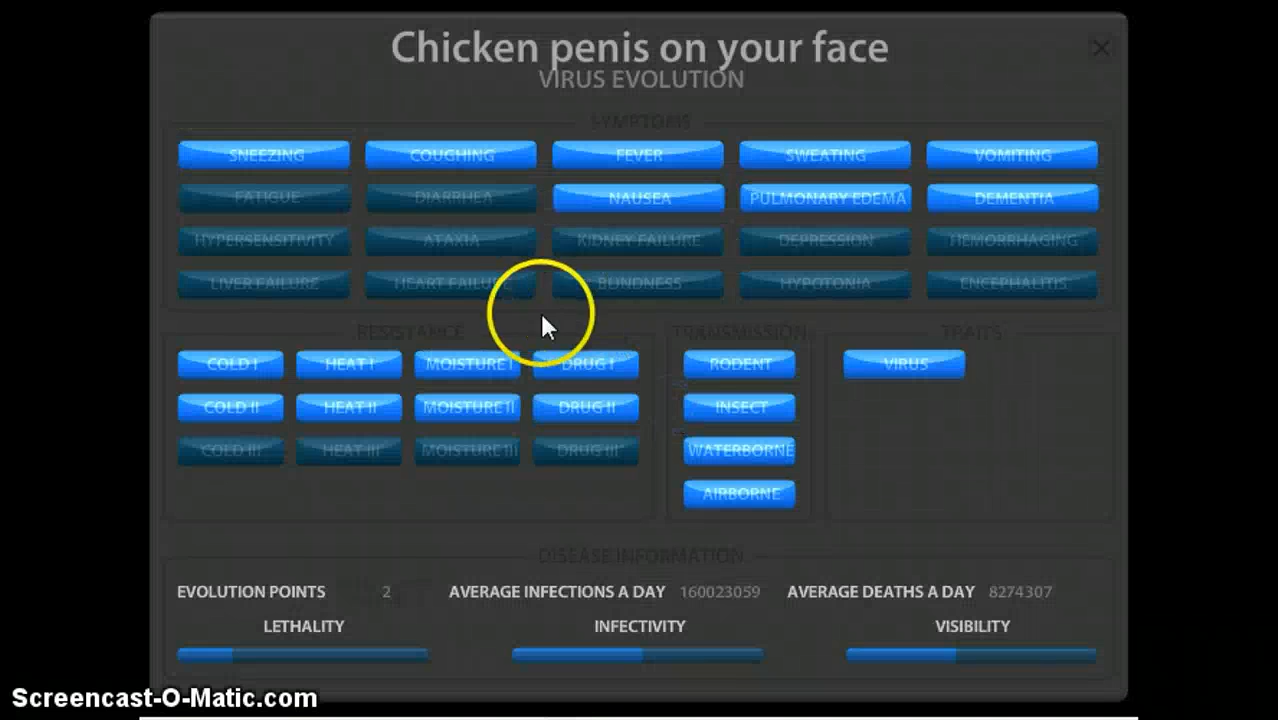 Chicken penis on your face
VIRUS EVOLUTION
SYMPTOMS
SNEEZING COUGHING FEVER SWEATING VOMITING
FATIGUE DIARRHEA NAUSEA PULMONARY EDEMA DEMENTIA
HYPERSENSITIVITY ATAXIA KIDNEY FAILURE DEPRESSION HEMORRHAGING
LIVER FAILURE HEART FAILURE BLINDNESS HYPOTONIA ENCEPHALITIS
RESISTANCE TRANSMISSION TRAITS
COLD I HEAT I MOISTURE I DRUG I RODENT VIRUS
COLD II HEAT II MOISTURE II DRUG II INSECT
COLD III HEAT III MOISTURE III DRUG III WATERBORNE
AIRBORNE
DISEASE INFORMATION
EVOLUTION POINTS 2 AVERAGE INFECTIONS A DAY 160023059 AVERAGE DEATHS A DAY 8274307
LETHALITY INFECTIVITY VISIBILITY
Screencast-O-Matic.com